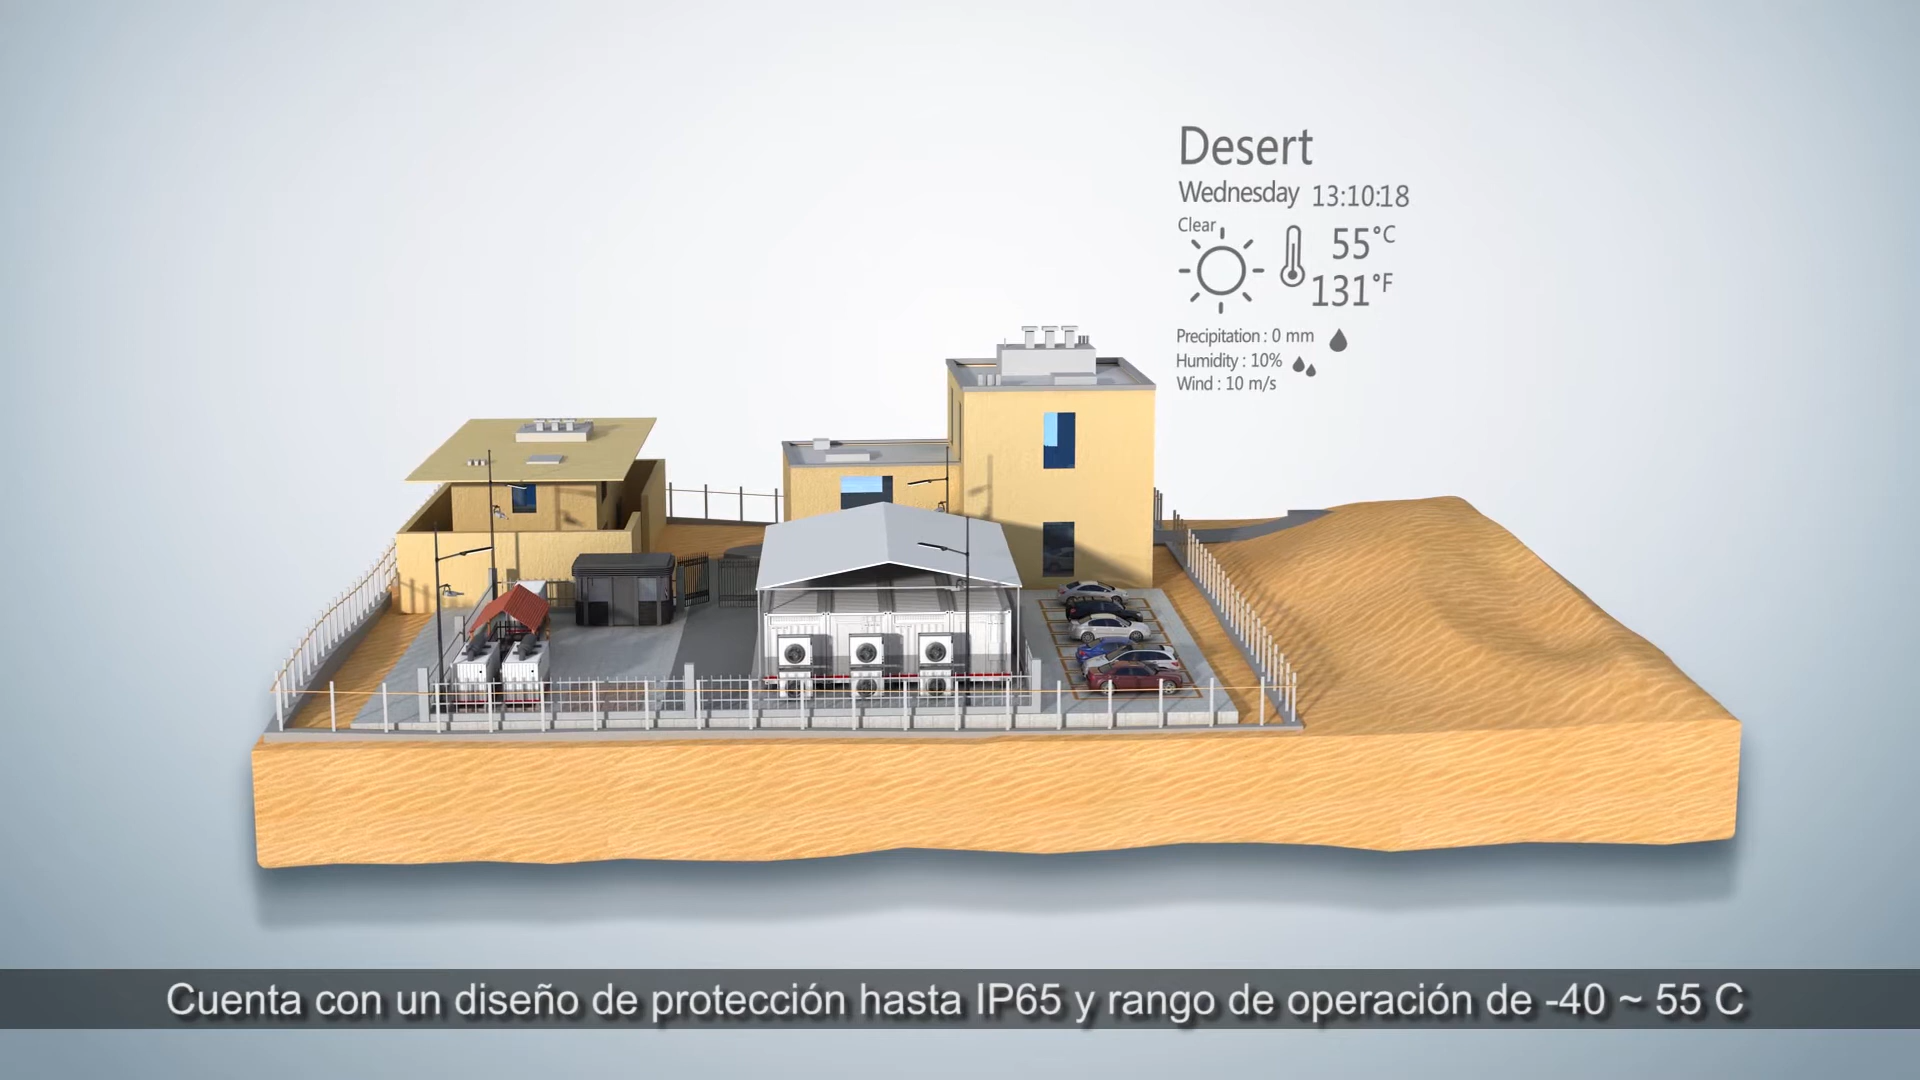 Desert
Wednesday 13:10:18
Clear
55°C
131°F
Precipitation : 0 mm
Humidity : 10%
Wind : 10 m/s
Cuenta con un diseño de protección hasta IP65 y rango de operación de -40 ~ 55 C